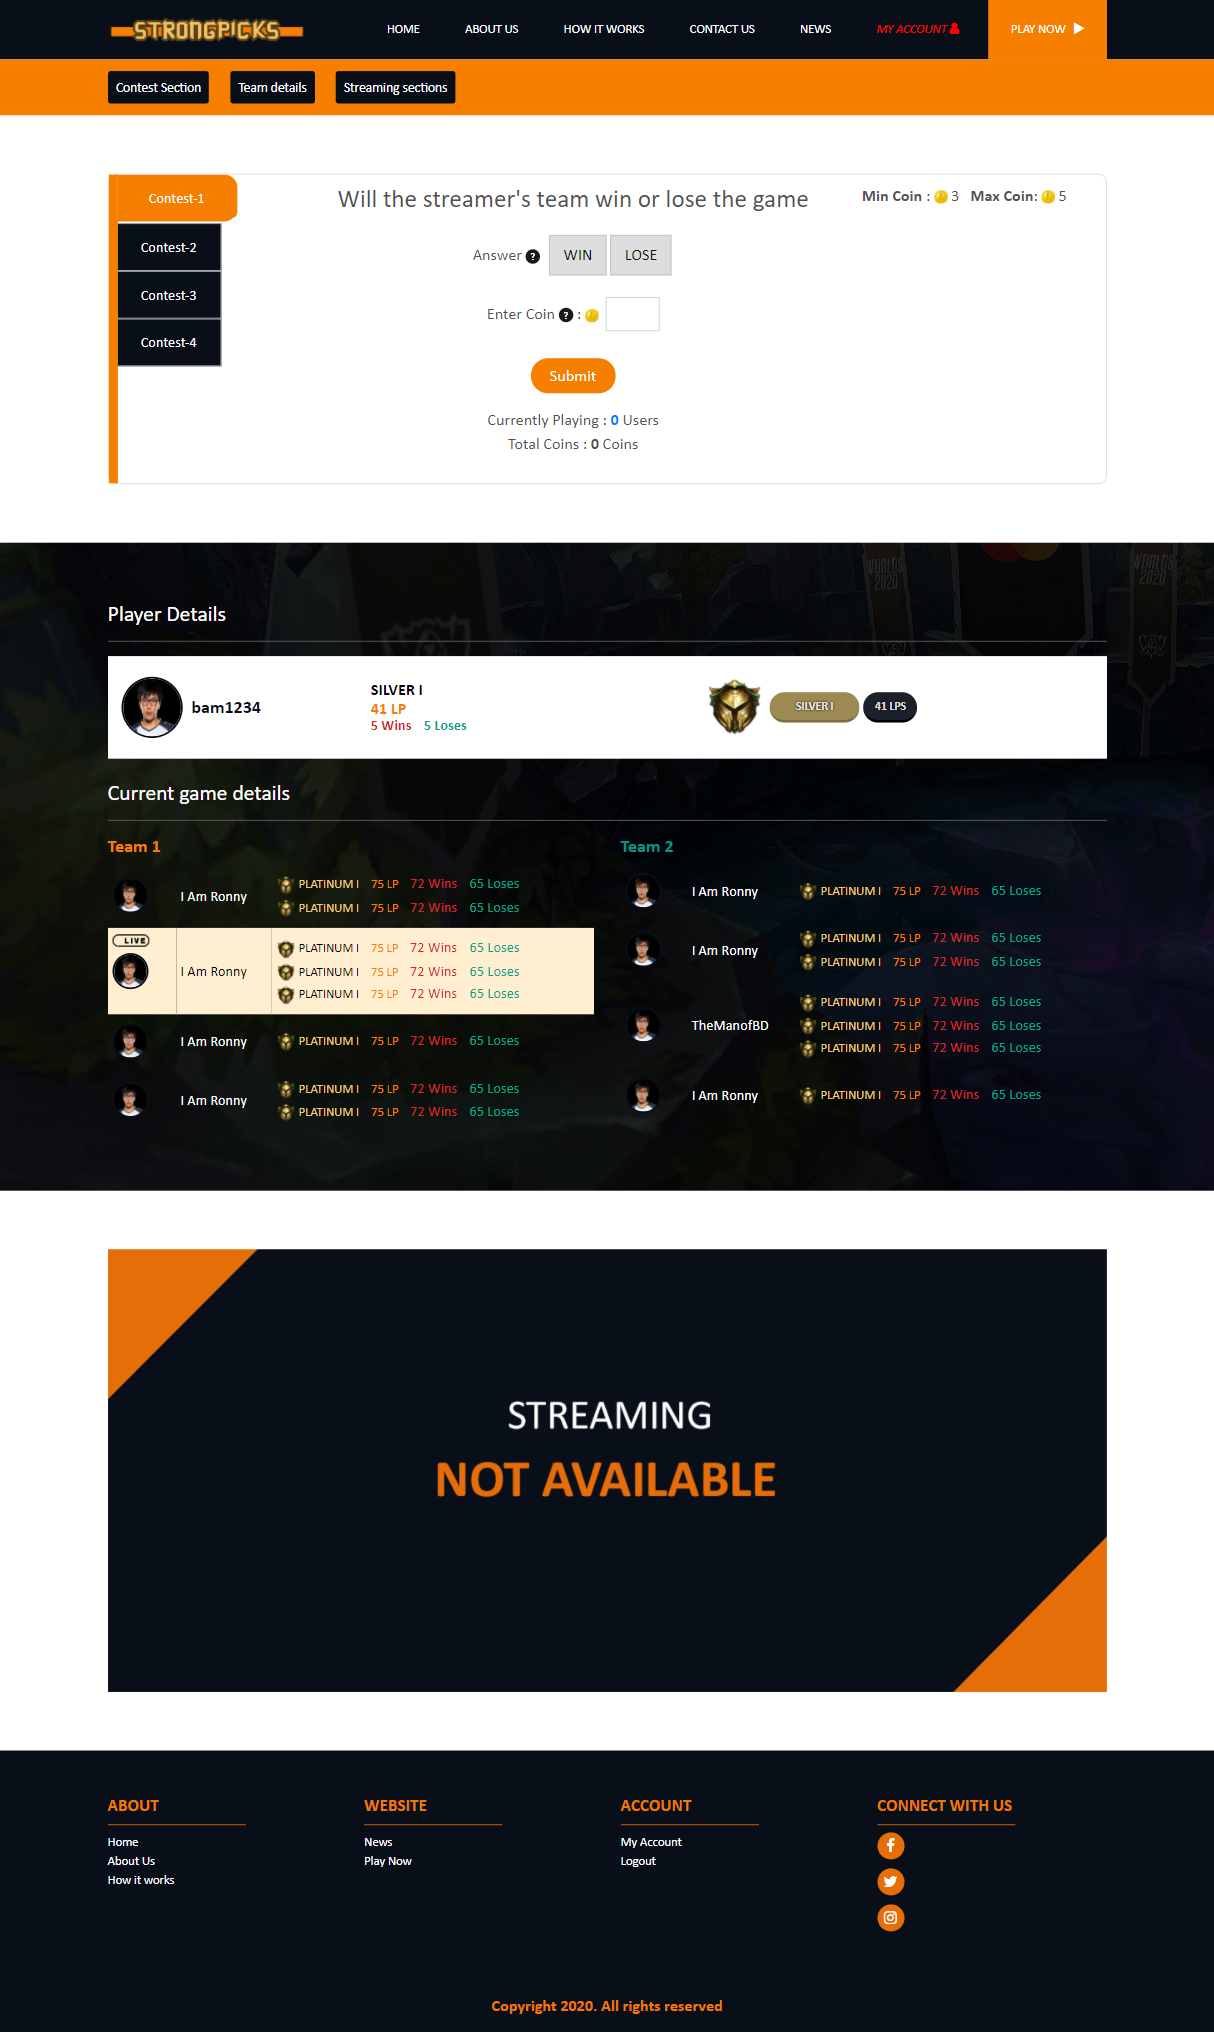 STRONGPICKS
HOME ABOUT US HOW IT WORKS CONTACT US NEWS MY ACCOUNT PLAY NOW
Contest Section Team details Streaming sections
Contest-1
Contest-2
Contest-3
Contest-4
Will the streamer's team win or lose the game
Min Coin : 3 Max Coin: 5
Answer ? WIN LOSE
Enter Coin ? :
Submit
Currently Playing : 0 Users
Total Coins : 0 Coins
WORLDS
2020
WORLDS
2020
Player Details
bam1234
SILVER I
41 LP
5 Wins 5 Loses
SILVER I 41 LPS
Current game details
Team 1
I Am Ronny
PLATINUM I 75 LP 72 Wins 65 Loses
PLATINUM I 75 LP 72 Wins 65 Loses
LIVE
I Am Ronny
PLATINUM I 75 LP 72 Wins 65 Loses
PLATINUM I 75 LP 72 Wins 65 Loses
PLATINUM I 75 LP 72 Wins 65 Loses
I Am Ronny
PLATINUM I 75 LP 72 Wins 65 Loses
I Am Ronny
PLATINUM I 75 LP 72 Wins 65 Loses
PLATINUM I 75 LP 72 Wins 65 Loses
Team 2
I Am Ronny
PLATINUM I 75 LP 72 Wins 65 Loses
I Am Ronny
PLATINUM I 75 LP 72 Wins 65 Loses
PLATINUM I 75 LP 72 Wins 65 Loses
TheManofBD
PLATINUM I 75 LP 72 Wins 65 Loses
PLATINUM I 75 LP 72 Wins 65 Loses
PLATINUM I 75 LP 72 Wins 65 Loses
I Am Ronny
PLATINUM I 75 LP 72 Wins 65 Loses
STREAMING
NOT AVAILABLE
ABOUT
Home
About Us
How it works
WEBSITE
News
Play Now
ACCOUNT
My Account
Logout
CONNECT WITH US
Copyright 2020. All rights reserved